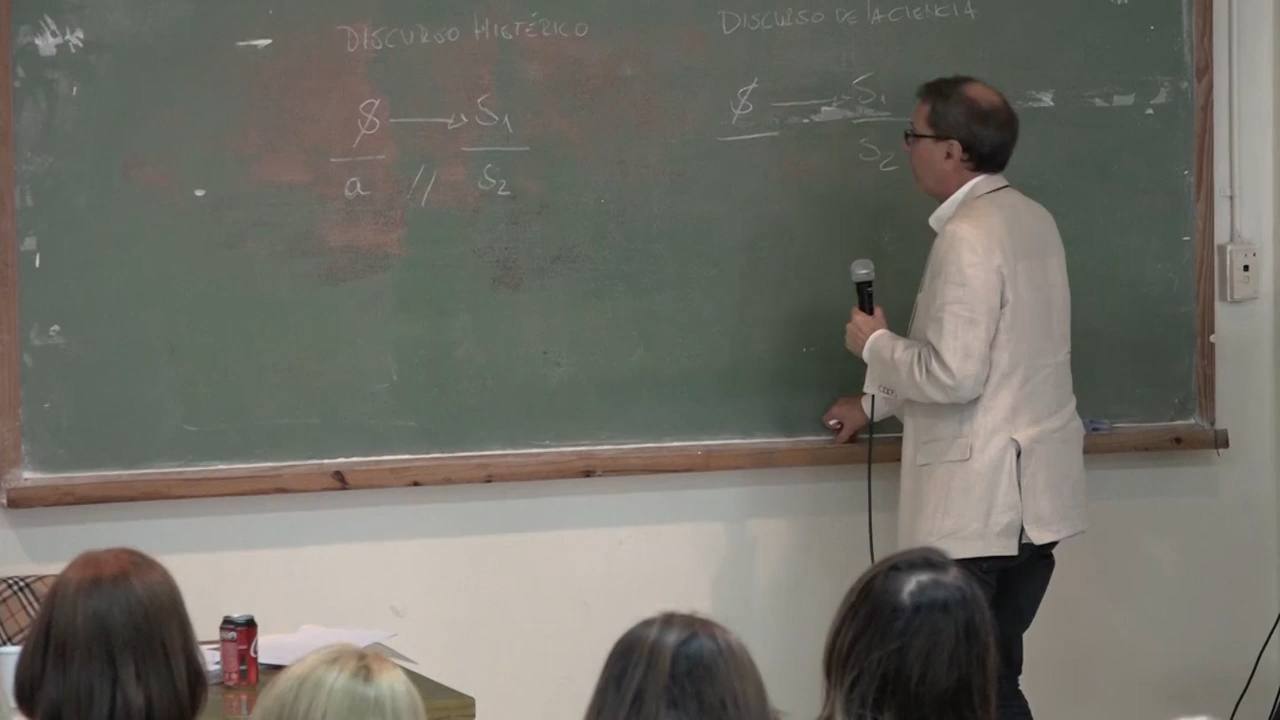 DISCURSO HISTÉRICO
$ → S₁
a // S₂
DISCURSO DE LA CIENCIA
$ → S₁
S₂